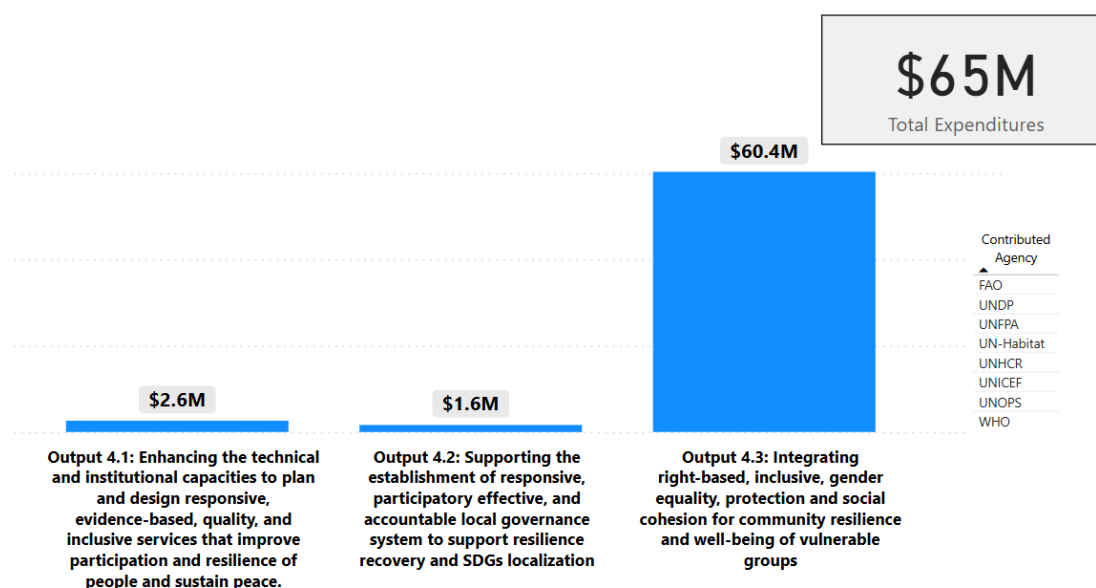 $65M
Total Expenditures
$60.4M
$2.6M
$1.6M
Contributed
Agency
FAO
UNDP
UNFPA
UN-Habitat
UNHCR
UNICEF
UNOPS
WHO
Output 4.1: Enhancing the technical
and institutional capacities to plan
and design responsive,
evidence-based, quality, and
inclusive services that improve
participation and resilience of
people and sustain peace.
Output 4.2: Supporting the
establishment of responsive,
participatory effective, and
accountable local governance
system to support resilience
recovery and SDGs localization
Output 4.3: Integrating
right-based, inclusive, gender
equality, protection and social
cohesion for community resilience
and well-being of vulnerable
groups